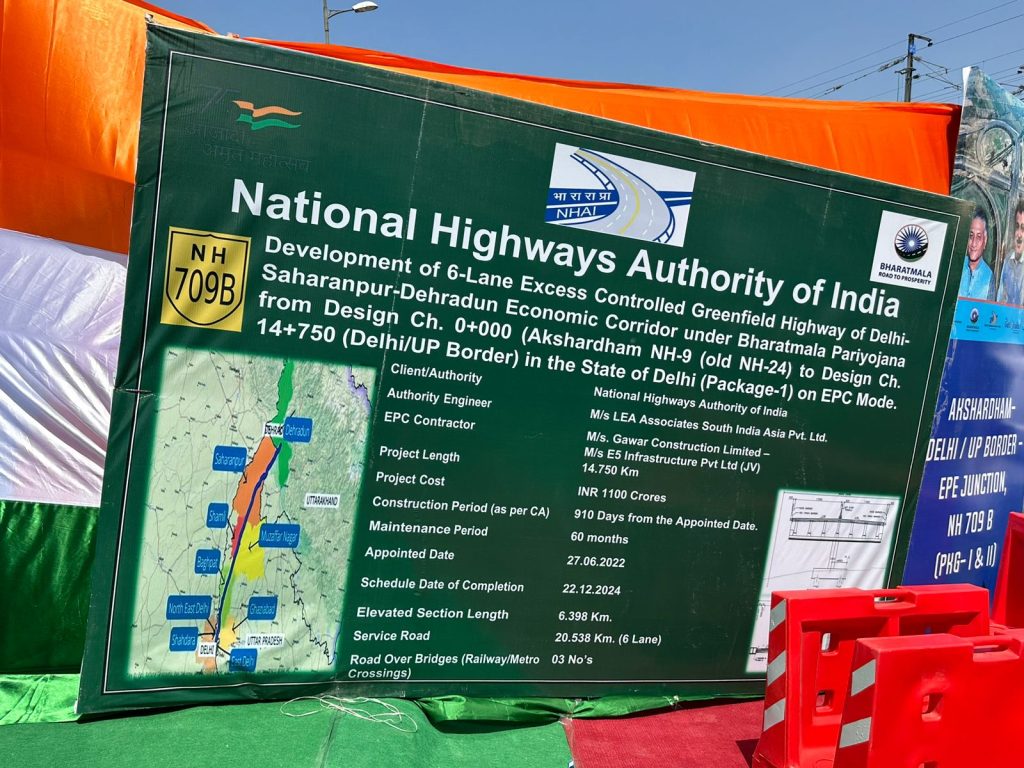 75
आज़ादी का
अमृत महोत्सव
भा रा रा प्रा
NHAI
BHARATMALA
ROAD TO PROSPERITY
National Highways Authority of India
NH
709B
Development of 6-Lane Excess Controlled Greenfield Highway of Delhi-
Saharanpur-Dehradun Economic Corridor under Bharatmala Pariyojana
from Design Ch. 0+000 (Akshardham NH-9 (old NH-24) to Design Ch.
14+750 (Delhi/UP Border) in the State of Delhi (Package-1) on EPC Mode.
Client/Authority National Highways Authority of India
Authority Engineer M/s LEA Associates South India Asia Pvt. Ltd.
EPC Contractor M/s. Gawar Construction Limited –
M/s E5 Infrastructure Pvt Ltd (JV)
Project Length 14.750 Km
Project Cost INR 1100 Crores
Construction Period (as per CA) 910 Days from the Appointed Date.
Maintenance Period 60 months
Appointed Date 27.06.2022
Schedule Date of Completion 22.12.2024
Elevated Section Length 6.398 Km.
Service Road 20.538 Km. (6 Lane)
Road Over Bridges (Railway/Metro 03 No's
Crossings)
Dehradun
Saharanpur
UTTARAKHAND
Shamli
Muzaffar Nagar
Baghpat
North East Delhi
Ghaziabad
Shahdara
DELHI
UTTAR PRADESH
East Delhi
AKSHARDHAM-
DELHI / UP BORDER -
EPE JUNCTION,
NH 709 B
(PKG- I & II)